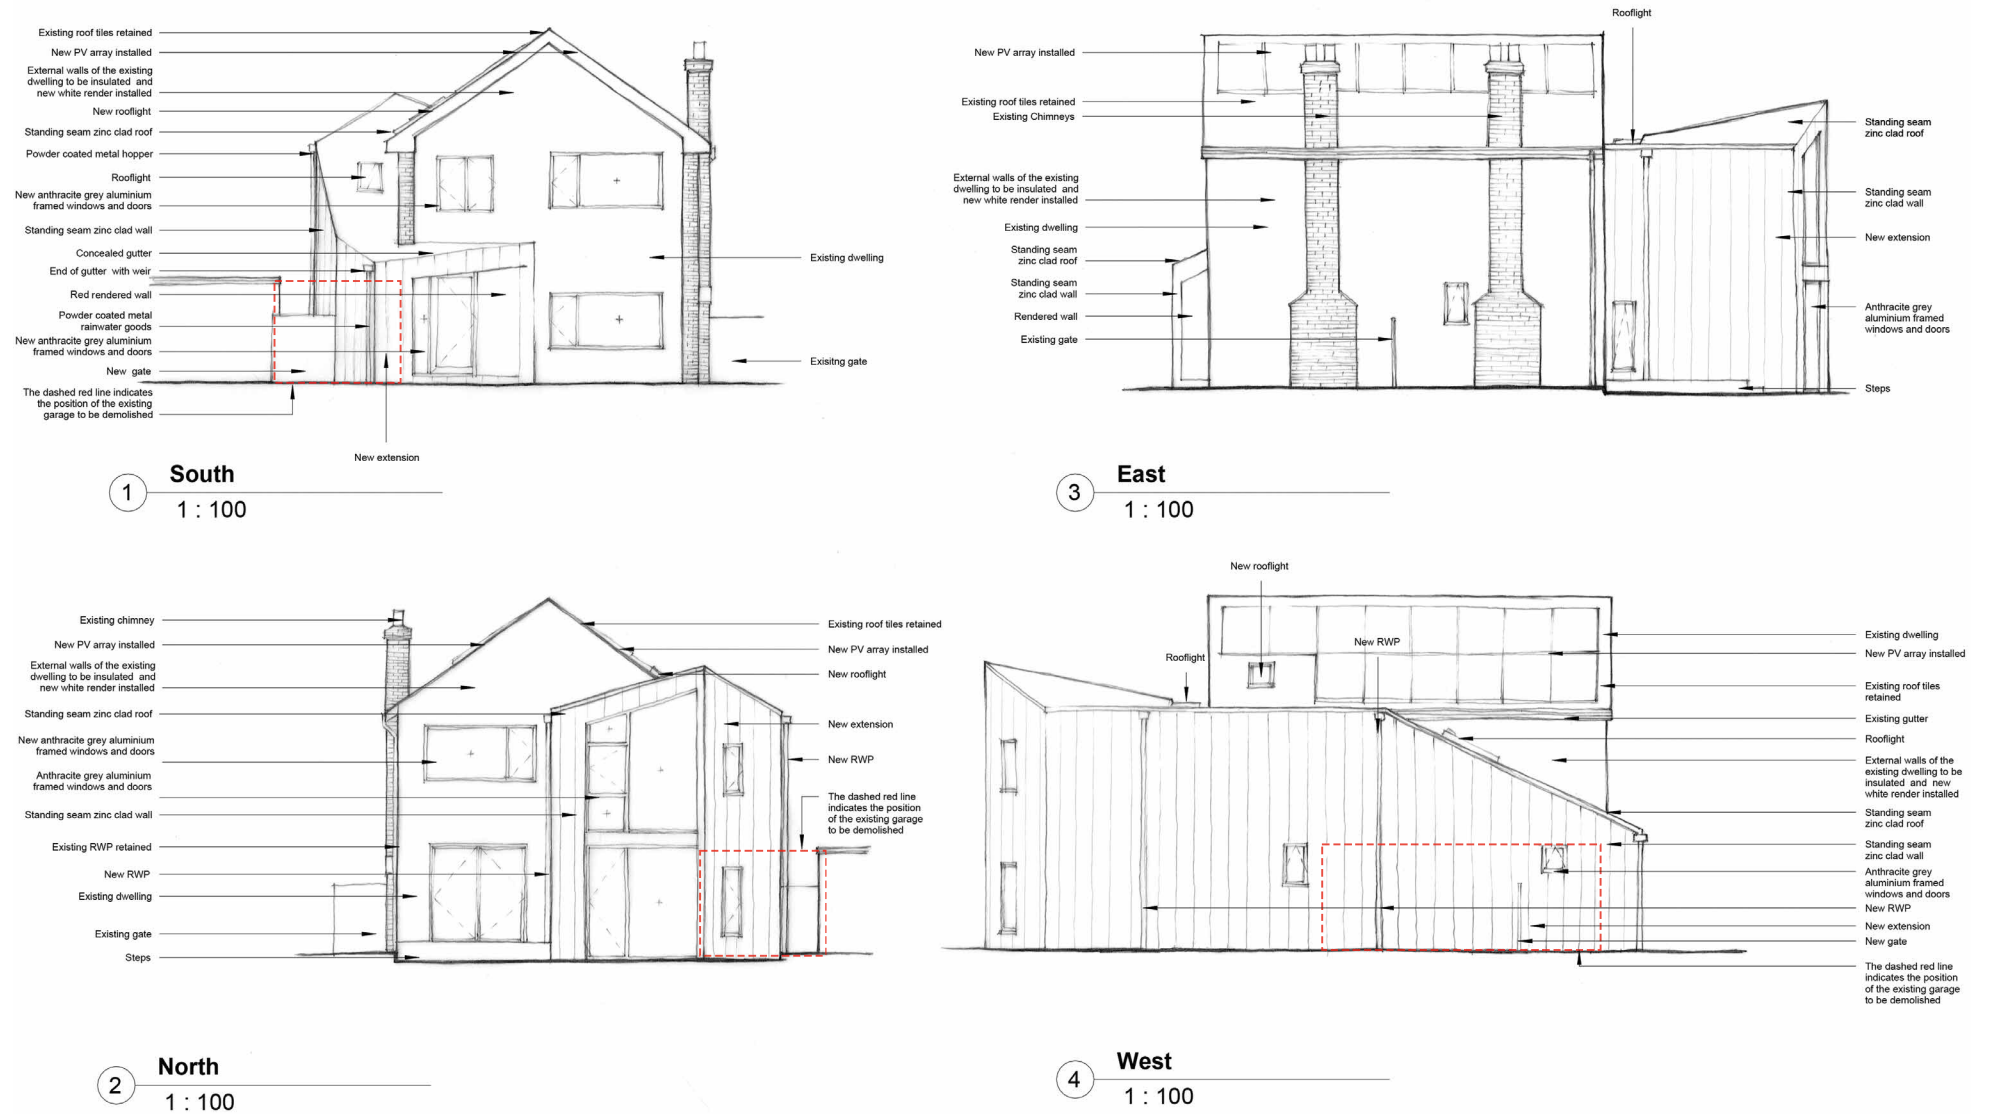 Existing roof tiles retained
New PV array installed
External walls of the existing
dwelling to be insulated and
new white render installed
New rooflight
Standing seam zinc clad roof
Powder coated metal hopper
Rooflight
New anthracite grey aluminium
framed windows and doors
Standing seam zinc clad wall
Concealed gutter
End of gutter with weir
Red rendered wall
Powder coated metal
rainwater goods
New anthracite grey aluminium
framed windows and doors
New gate
The dashed red line indicates
the position of the existing
garage to be demolished
New extension
Existing dwelling
Exisitng gate
1
South
1 : 100
Rooflight
New PV array installed
Existing roof tiles retained
Existing Chimneys
External walls of the existing
dwelling to be insulated and
new white render installed
Existing dwelling
Standing seam
zinc clad roof
Standing seam
zinc clad wall
Rendered wall
Existing gate
Standing seam
zinc clad roof
Standing seam
zinc clad wall
New extension
Anthracite grey
aluminium framed
windows and doors
Steps
3
East
1 : 100
Existing chimney
New PV array installed
External walls of the existing
dwelling to be insulated and
new white render installed
Standing seam zinc clad roof
New anthracite grey aluminium
framed windows and doors
Anthracite grey aluminium
framed windows and doors
Standing seam zinc clad wall
Existing RWP retained
New RWP
Existing dwelling
Existing gate
Steps
Existing roof tiles retained
New PV array installed
New rooflight
New extension
New RWP
The dashed red line
indicates the position
of the existing garage
to be demolished
2
North
1 : 100
New rooflight
New RWP
Rooflight
Existing dwelling
New PV array installed
Existing roof tiles
retained
Existing gutter
Rooflight
External walls of the
existing dwelling to be
insulated and new
white render installed
Standing seam
zinc clad roof
Standing seam
zinc clad wall
Anthracite grey
aluminium framed
windows and doors
New RWP
New extension
New gate
The dashed red line
indicates the position
of the existing garage
to be demolished
4
West
1 : 100